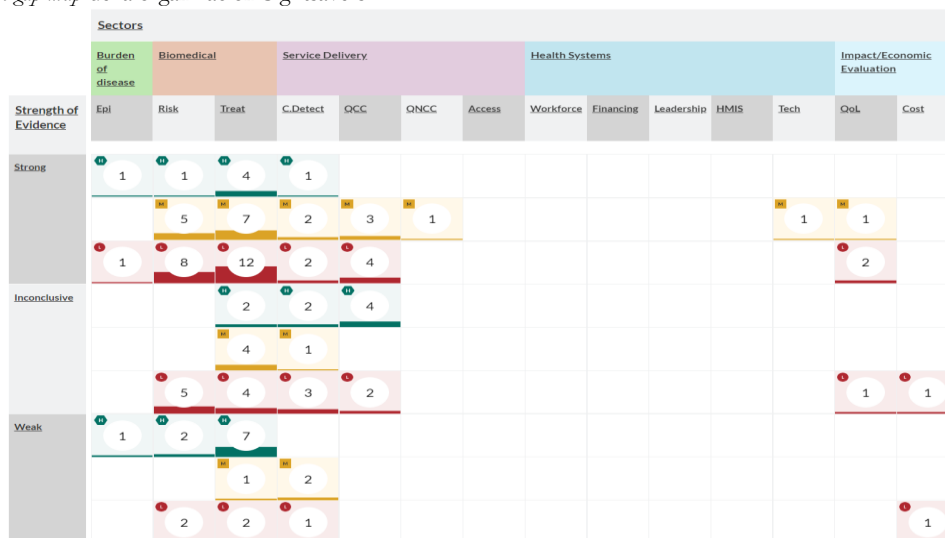 Sectors
Burden of disease Biomedical Service Delivery Health Systems Impact/Economic Evaluation
Strength of Evidence Epi Risk Treat C.Detect QCC QNCC Access Workforce Financing Leadership HMIS Tech QoL Cost
Strong H 1 H 1 H 4 H 1
M 5 M 7 M 2 M 3 M 1 M 1 M 1
L 1 L 8 L 12 L 2 L 4 L 2
Inconclusive H 2 H 2 H 4
M 4 M 1
L 5 L 4 L 3 L 2 L 1 L 1
Weak H 1 H 2 H 7
M 1 M 2
L 2 L 2 L 1 L 1